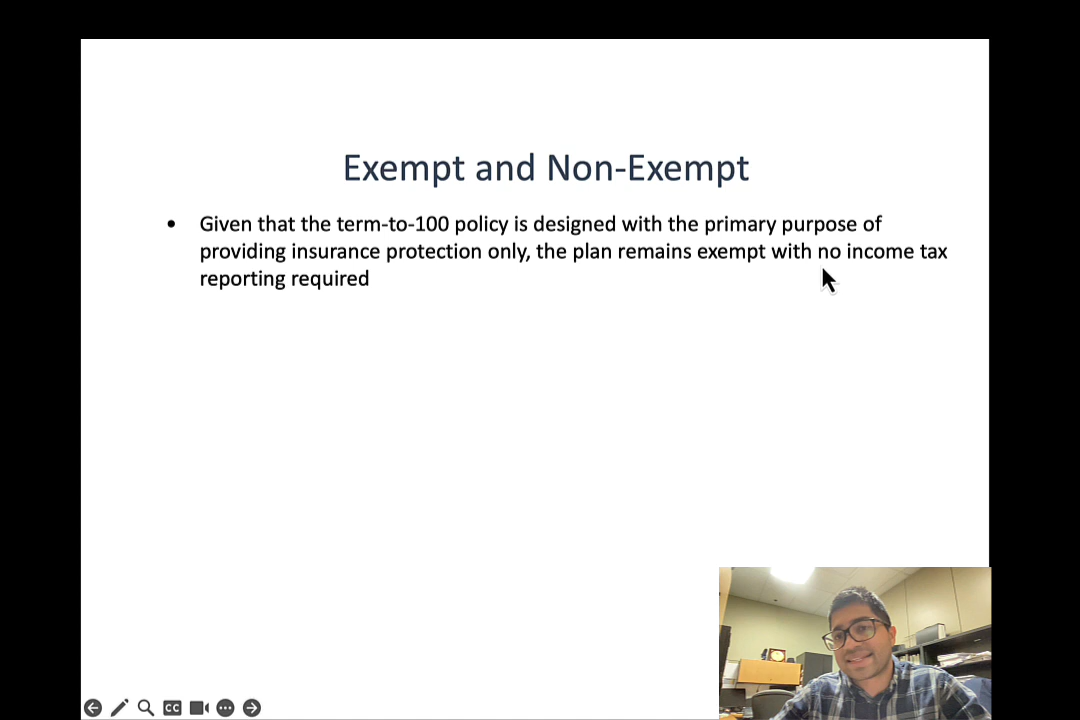 Exempt and Non-Exempt
• Given that the term-to-100 policy is designed with the primary purpose of
providing insurance protection only, the plan remains exempt with no income tax
reporting required
CC